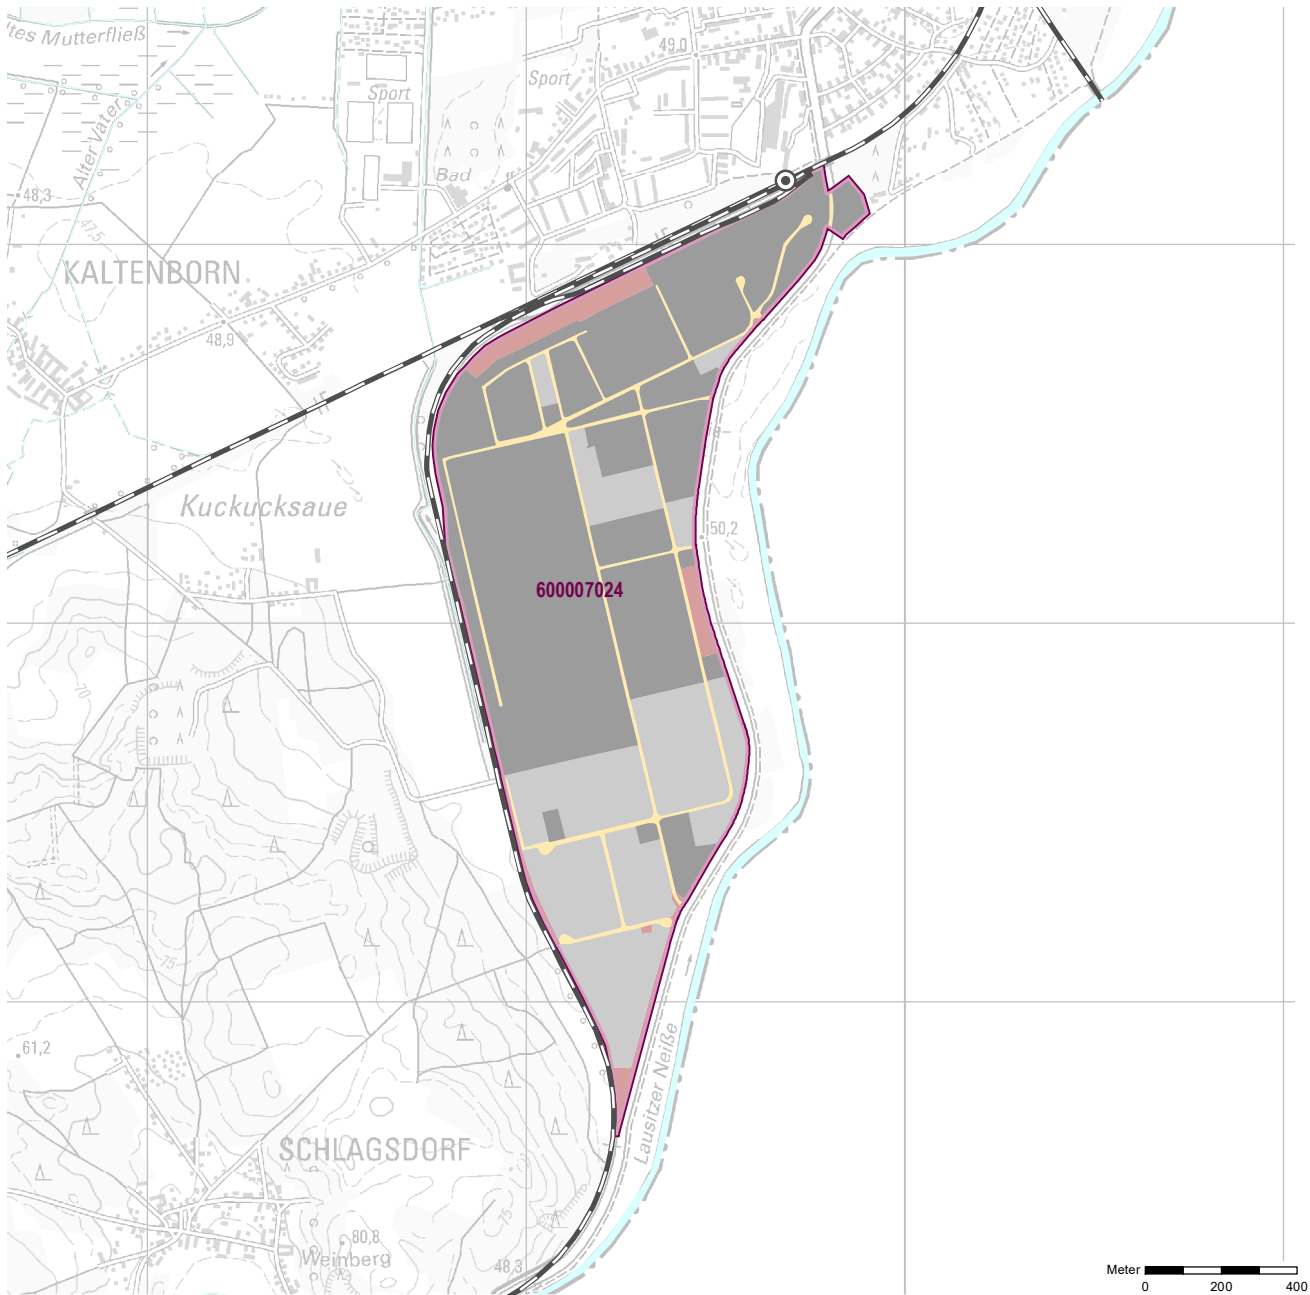 ltes Mutterfließ
Sport
Sport
49,0
Alter Vater
Bad
48,3
47,5
KALTENBORN
48,9
Kuckucksaue
50,2
600007024
70
75
61,2
Lausitzer Neiße
SCHLAGSDORF
75
80,8
Weinberg
48,3
Meter
0 200 400